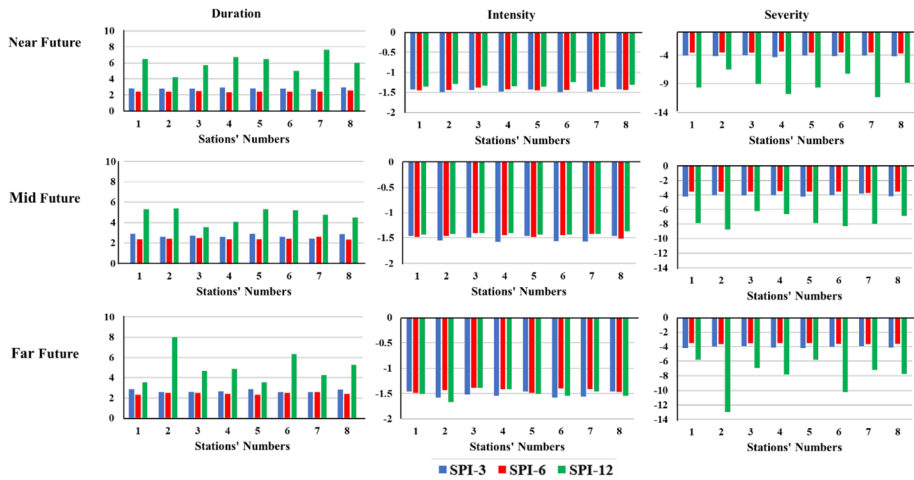 Duration Intensity Severity
Near Future
10
8
6
4
2
0
1 2 3 4 5 6 7 8
Sations' Numbers
0
-0.5
-1
-1.5
-2
1 2 3 4 5 6 7 8
Stations' Numbers
-4
-9
-14
1 2 3 4 5 6 7 8
Stations' Numbers
Mid Future
10
8
6
4
2
0
1 2 3 4 5 6 7 8
Stations' Numbers
0
-0.5
-1
-1.5
-2
1 2 3 4 5 6 7 8
Stations' Numbers
0
-2
-4
-6
-8
-10
-12
-14
1 2 3 4 5 6 7 8
Stations' Numbers
Far Future
10
8
6
4
2
0
1 2 3 4 5 6 7 8
Stations' Numbers
0
-0.5
-1
-1.5
-2
1 2 3 4 5 6 7 8
Stations' Numbers
0
-2
-4
-6
-8
-10
-12
-14
1 2 3 4 5 6 7 8
Stations' Numbers
SPI-3 SPI-6 SPI-12